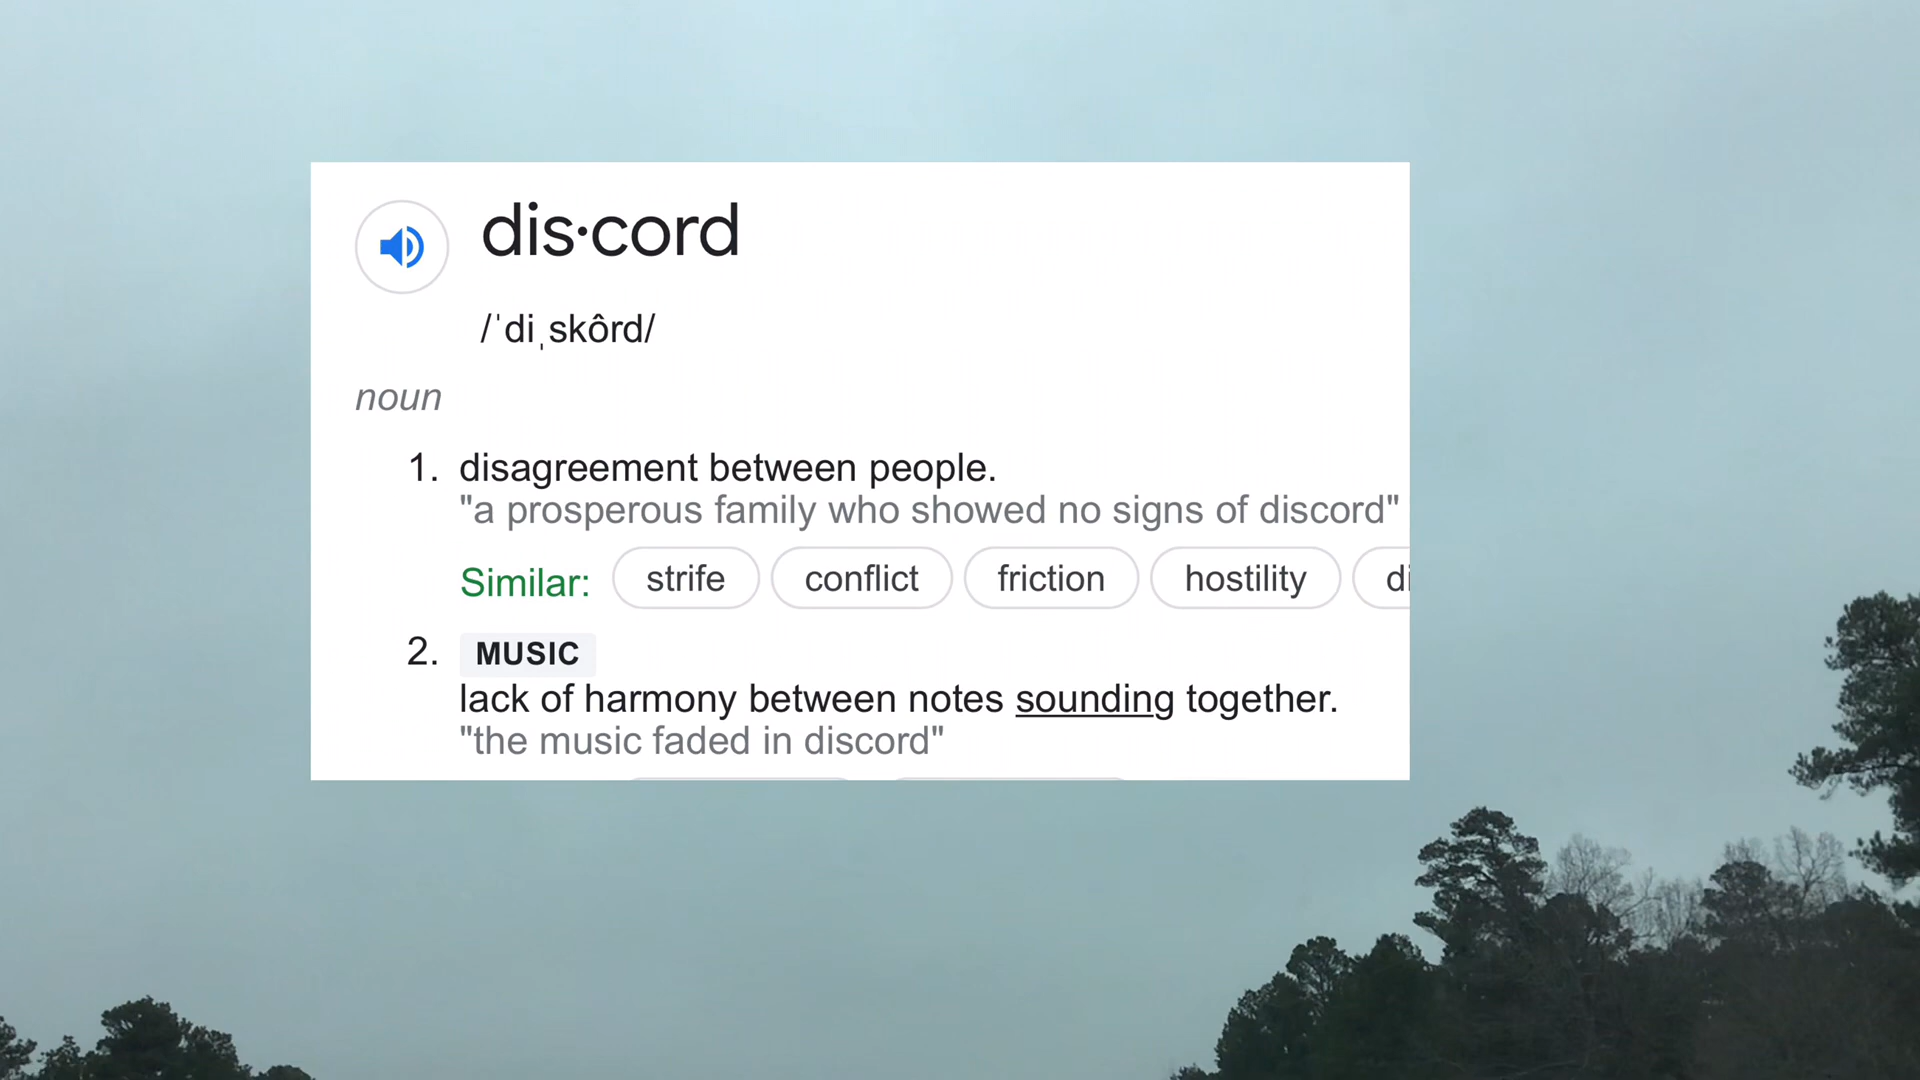 dis·cord
/ˈdiˌskôrd/
noun
1. disagreement between people.
"a prosperous family who showed no signs of discord"
Similar: strife conflict friction hostility
2. MUSIC
lack of harmony between notes sounding together.
"the music faded in discord"